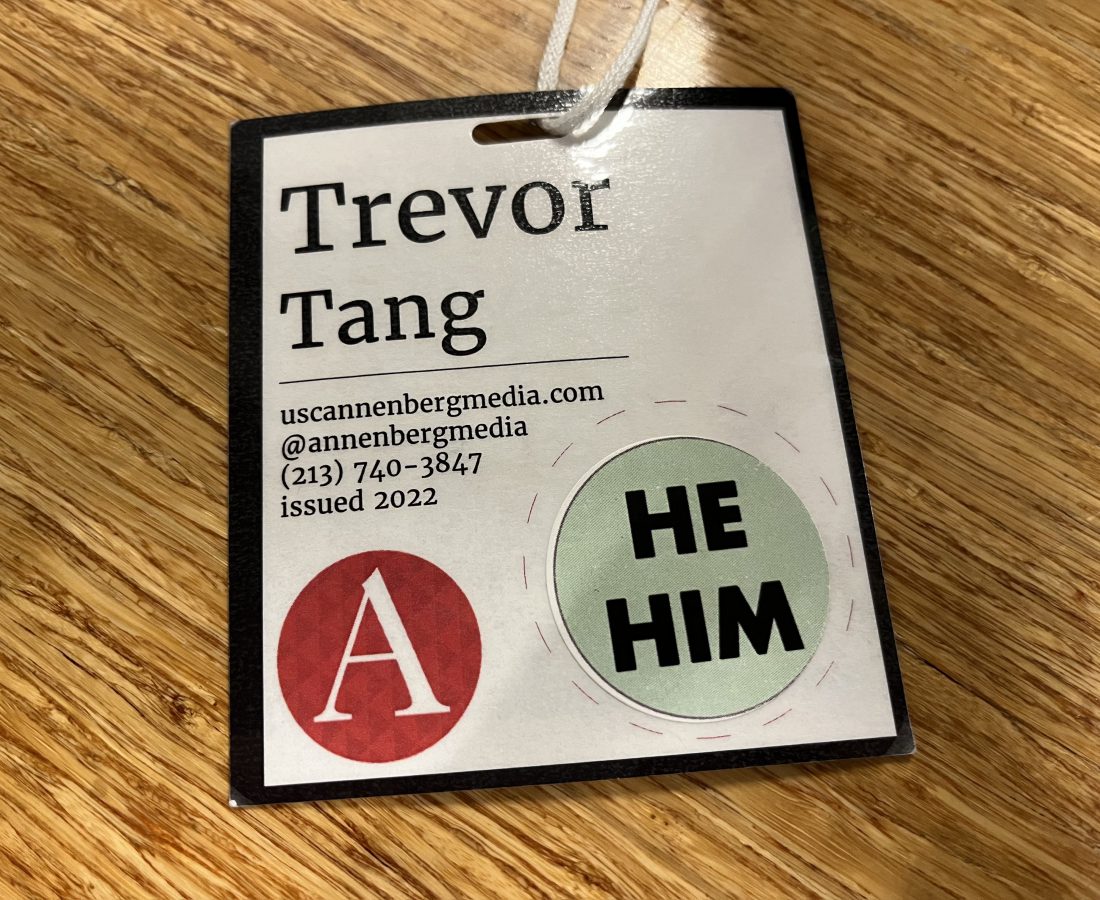 Trevor
Tang
uscannenbergmedia.com
@annenbergmedia
(213) 740-3847
issued 2022
A
HE
HIM